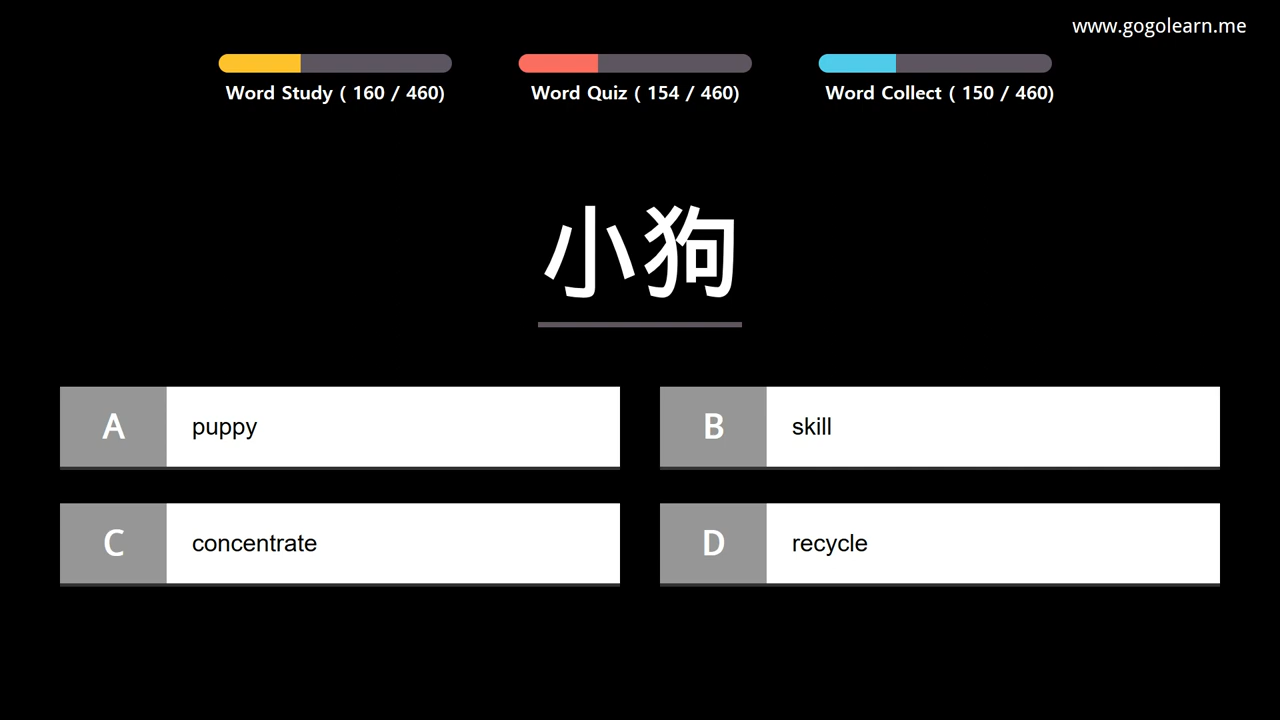 www.gogolearn.me
Word Study ( 160 / 460)
Word Quiz ( 154 / 460)
Word Collect ( 150 / 460)
小狗
A puppy
B skill
C concentrate
D recycle